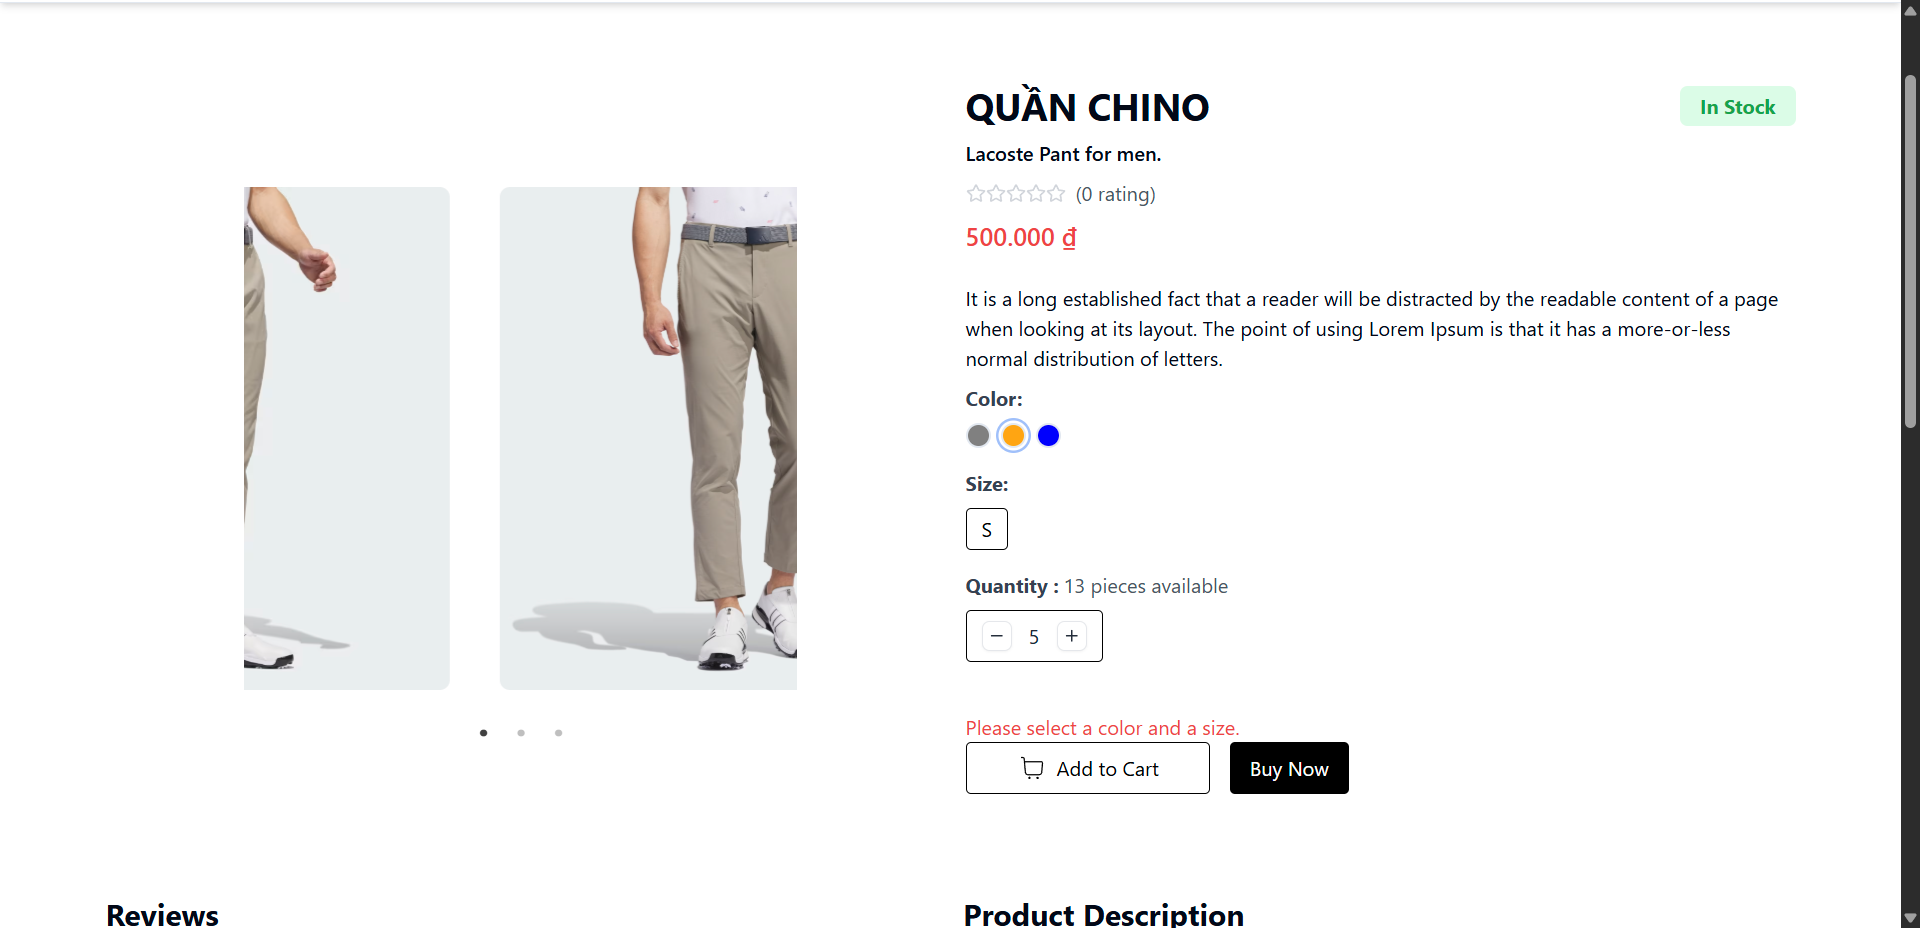 QUẦN CHINO
In Stock
Lacoste Pant for men.
(0 rating)
500.000 ₫
It is a long established fact that a reader will be distracted by the readable content of a page
when looking at its layout. The point of using Lorem Ipsum is that it has a more-or-less
normal distribution of letters.
Color:
Size:
S
Quantity : 13 pieces available
− 5 +
Please select a color and a size.
Add to Cart
Buy Now
Reviews
Product Description